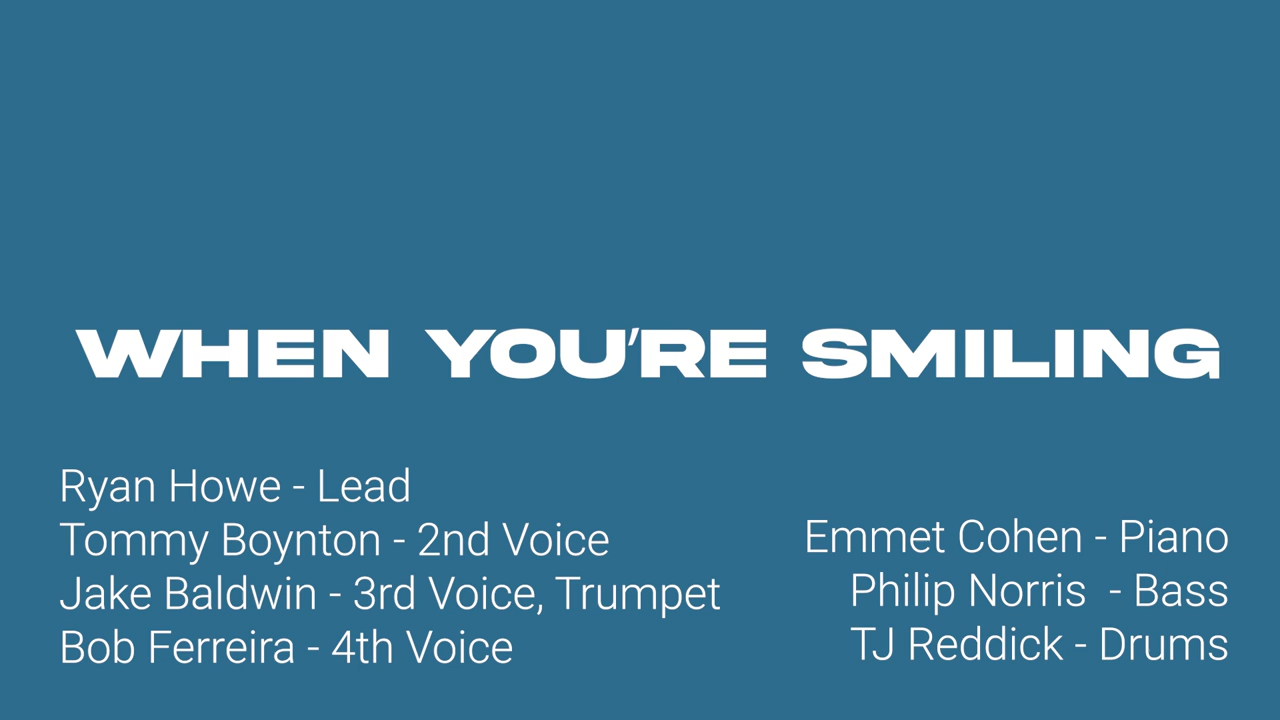 WHEN YOU'RE SMILING
Ryan Howe - Lead
Tommy Boynton - 2nd Voice
Jake Baldwin - 3rd Voice, Trumpet
Bob Ferreira - 4th Voice
Emmet Cohen - Piano
Philip Norris - Bass
TJ Reddick - Drums